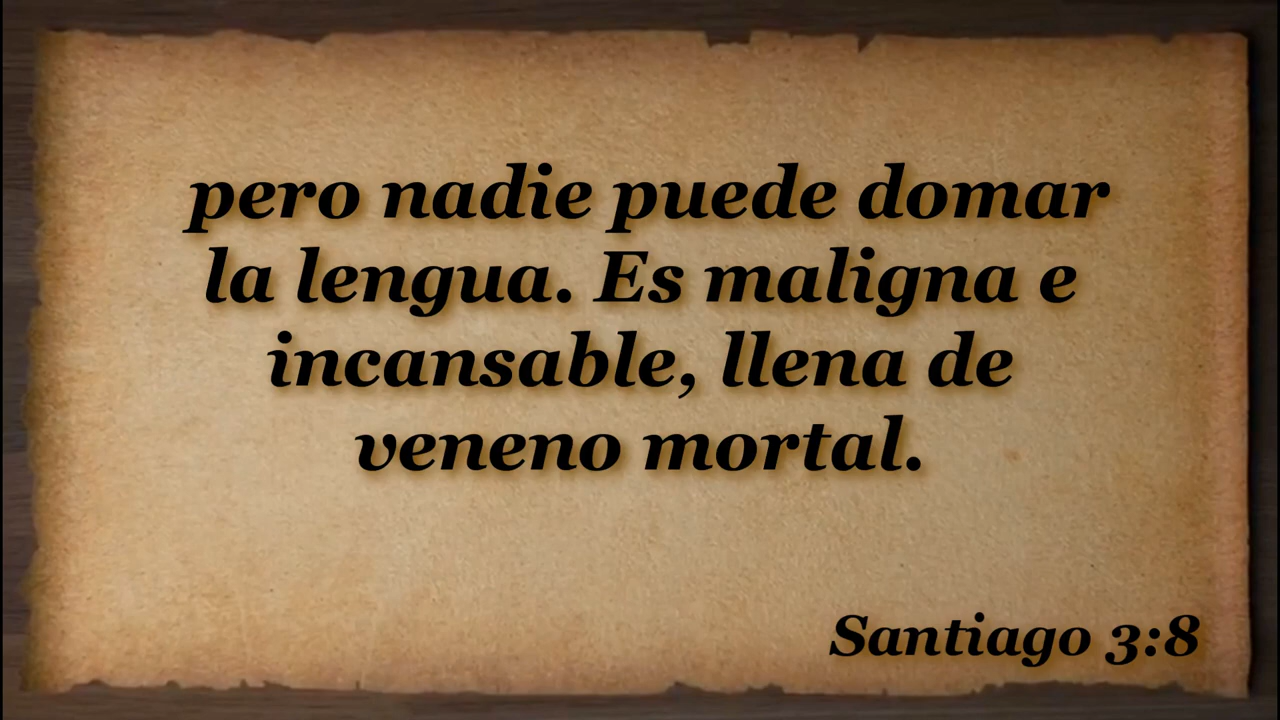 pero nadie puede domar
la lengua. Es maligna e
incansable, llena de
veneno mortal.
Santiago 3:8